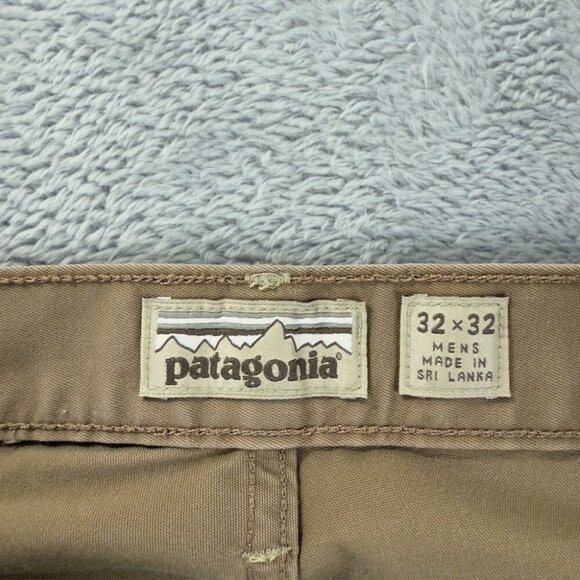 patagonia®
32 × 32
MENS
MADE IN
SRI LANKA